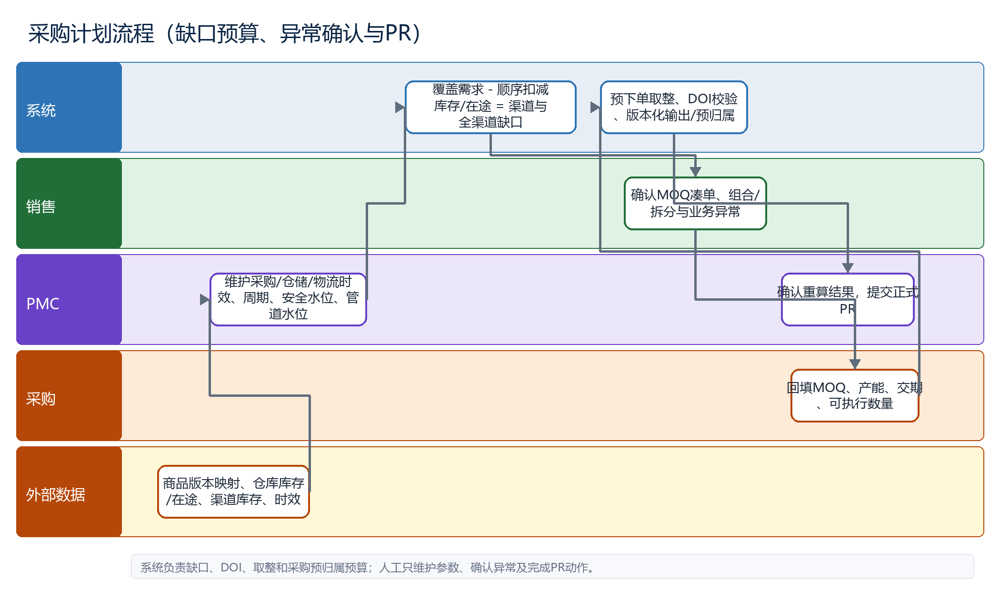 采购计划流程（缺口预算、异常确认与PR）
系统
覆盖需求 - 顺序扣减
库存/在途 = 渠道与
全渠道缺口
预下单取整、DOI校验
、版本化输出/预归属
销售
确认MOQ凑单、组合/
拆分与业务异常
PMC
维护采购/仓储/物流时
效、周期、安全水位、管
道水位
确认重算结果，提交正式
PR
采购
回填MOQ、产能、交期
、可执行数量
外部数据
商品版本映射、仓库库存
/在途、渠道库存、时效
系统负责缺口、DOI、取整和采购预归属预算；人工只维护参数、确认异常及完成PR动作。